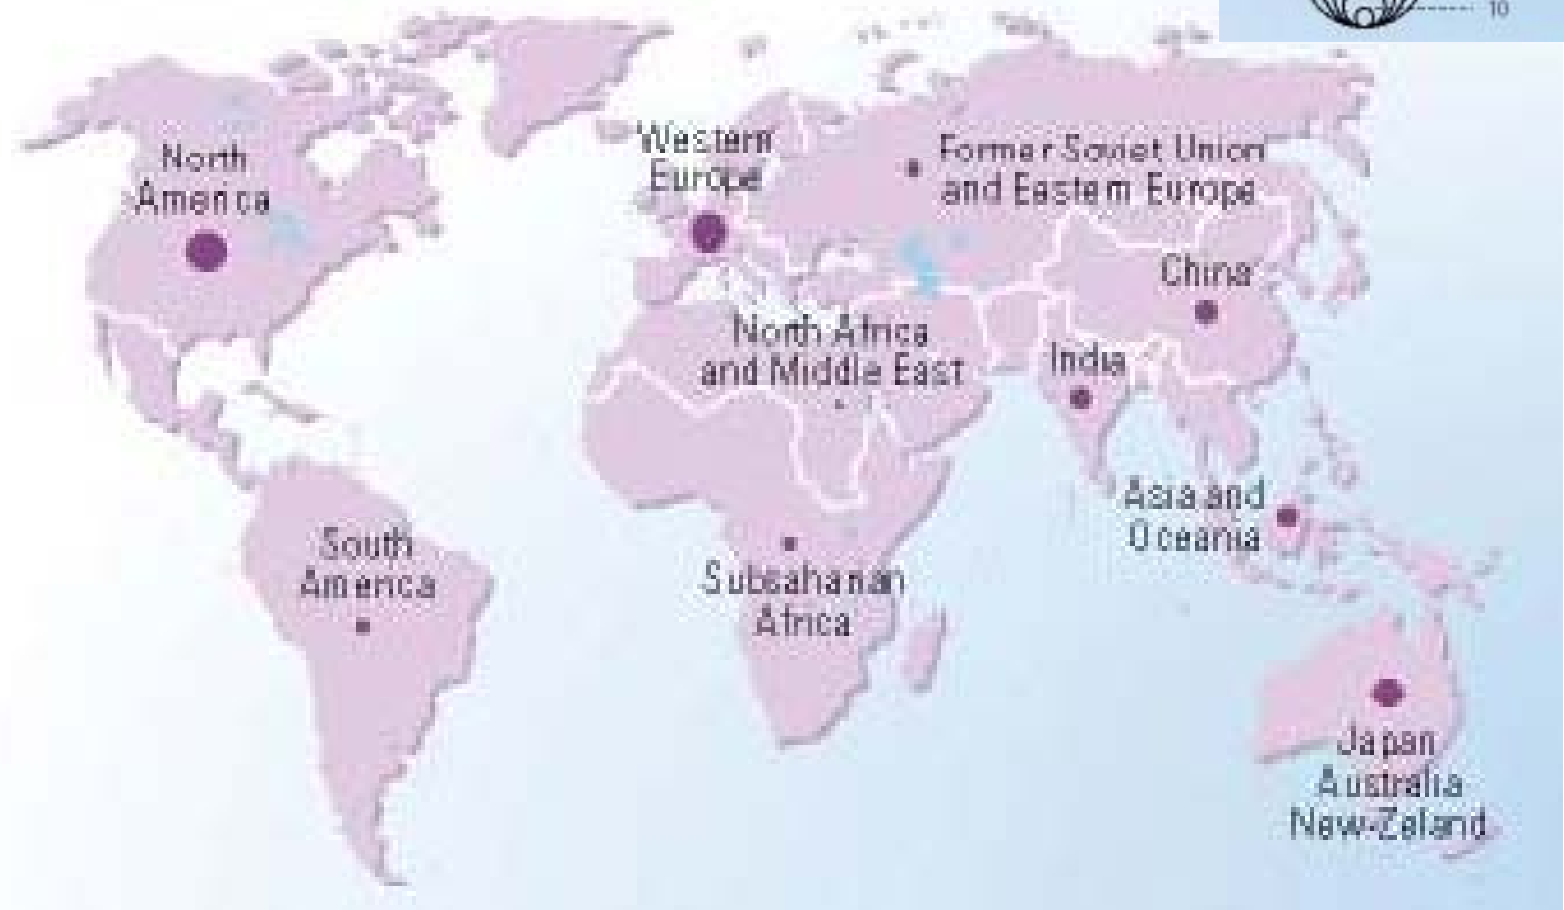 10
North
America
Western
Europe
Former Soviet Union
and Eastern Europe
China
North Africa
and Middle East
India
Asia and
Oceania
South
America
Subsaharian
Africa
Japan
Australia
New-Zeland